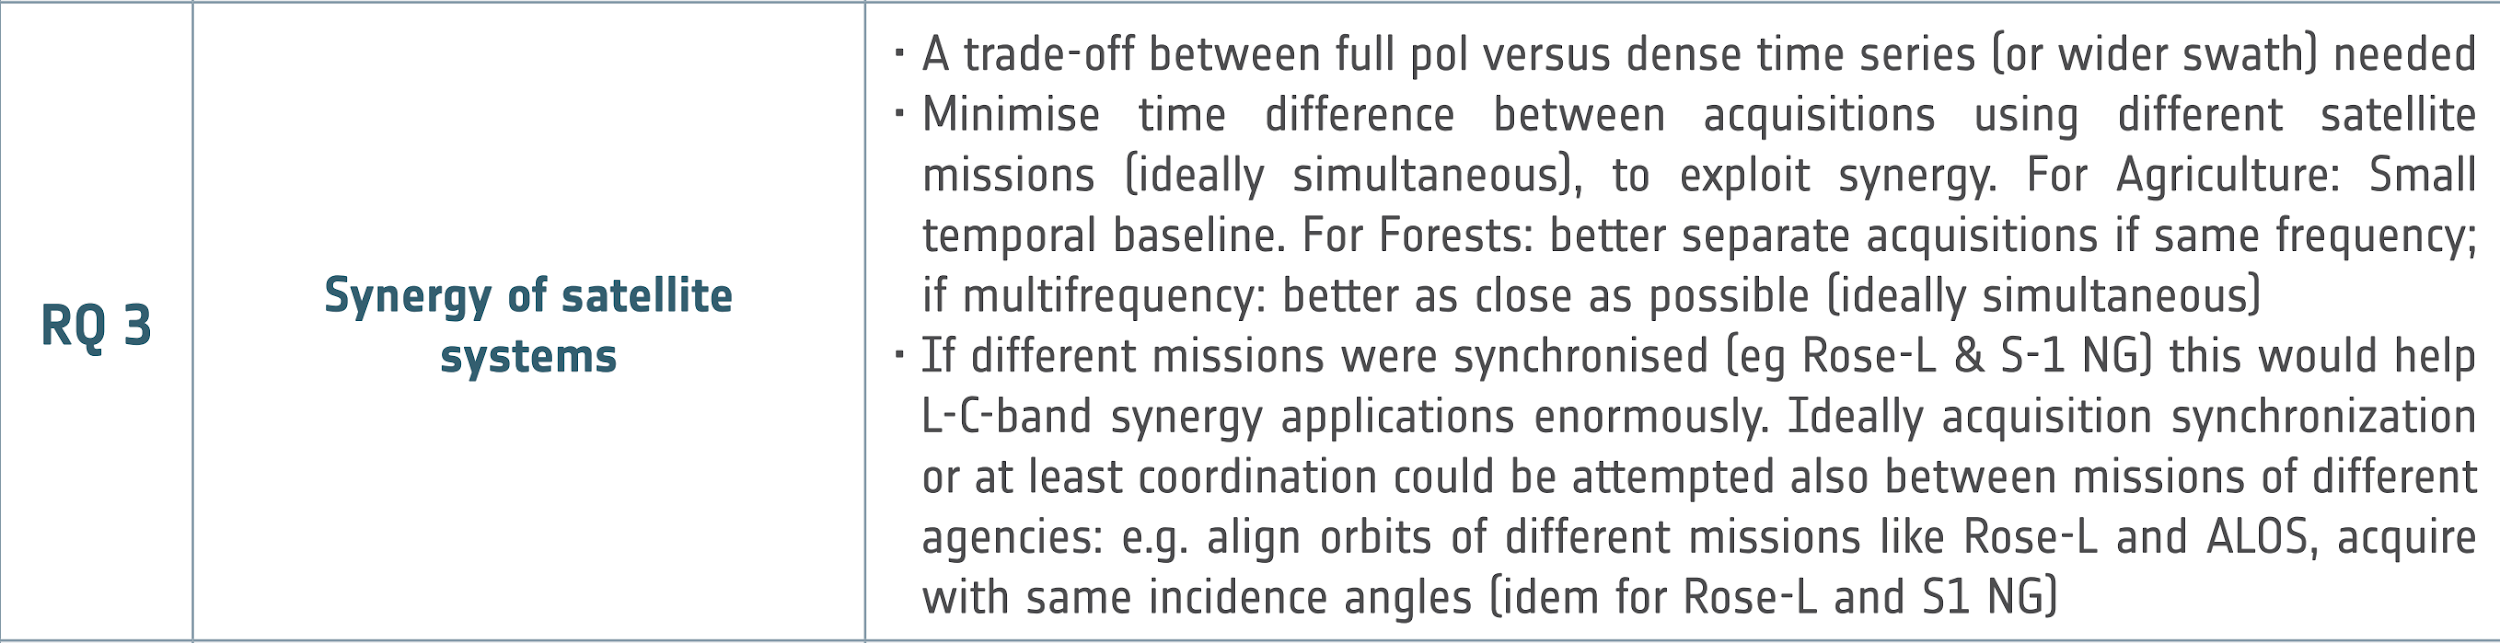 RQ 3
Synergy of satellite
systems
▪ A trade-off between full pol versus dense time series (or wider swath) needed
▪ Minimise time difference between acquisitions using different satellite
missions (ideally simultaneous), to exploit synergy. For Agriculture: Small
temporal baseline. For Forests: better separate acquisitions if same frequency;
if multifrequency: better as close as possible (ideally simultaneous)
▪ If different missions were synchronised (eg Rose-L & S-1 NG) this would help
L-C-band synergy applications enormously. Ideally acquisition synchronization
or at least coordination could be attempted also between missions of different
agencies: e.g. align orbits of different missions like Rose-L and ALOS, acquire
with same incidence angles (idem for Rose-L and S1 NG)